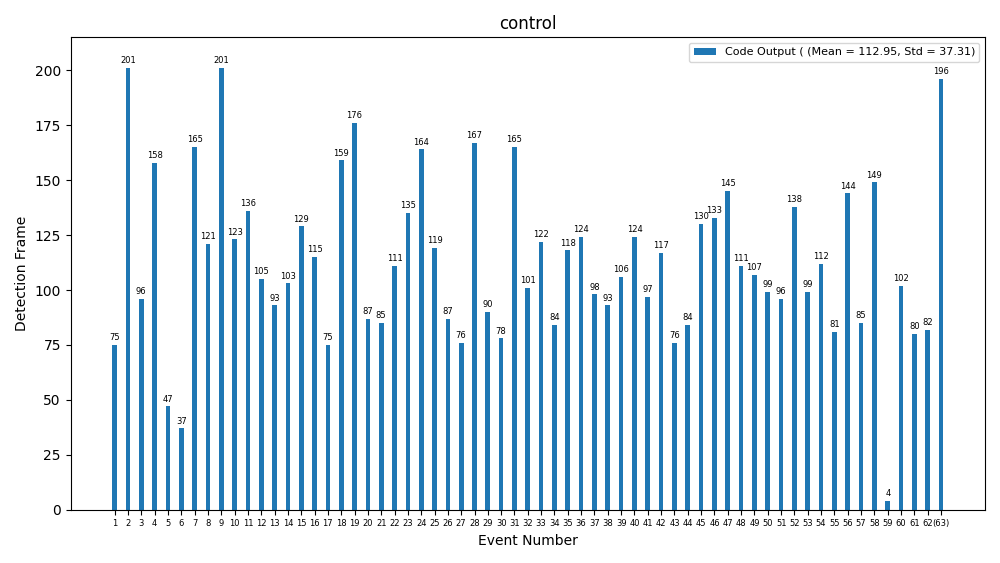 control
Code Output ( (Mean = 112.95, Std = 37.31)
Detection Frame
200
175
150
125
100
75
50
25
0
75 201 96 158 47 37 165 121 201 123 136 105 93 103 129 115 75 159 176 87 85 111 135 164 119 87 76 167 90 78 165 101 122 84 118 124 98 93 106 124 97 117 76 84 130 133 145 111 107 99 96 138 99 112 81 144 85 149 4 102 80 82 196
1 2 3 4 5 6 7 8 9 10 11 12 13 14 15 16 17 18 19 20 21 22 23 24 25 26 27 28 29 30 31 32 33 34 35 36 37 38 39 40 41 42 43 44 45 46 47 48 49 50 51 52 53 54 55 56 57 58 59 60 61 62 (63)
Event Number